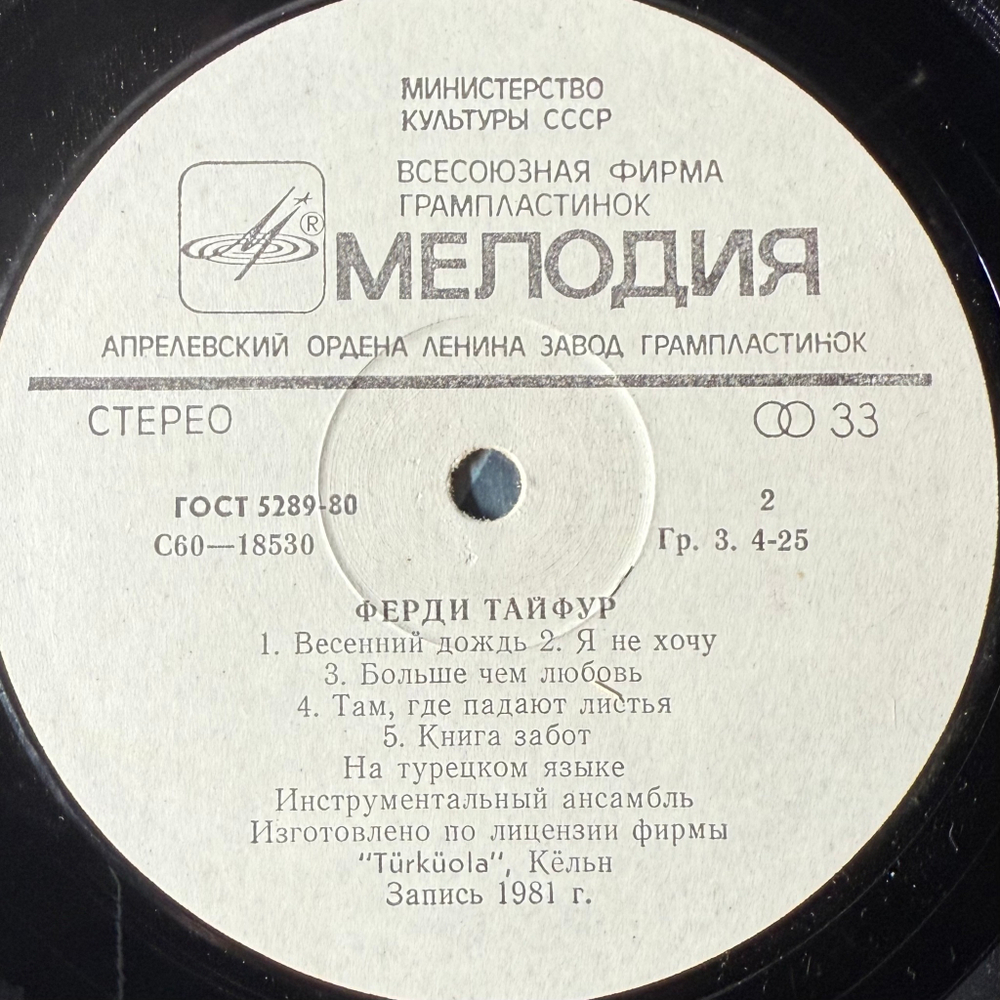 МИНИСТЕРСТВО
КУЛЬТУРЫ СССР
ВСЕСОЮЗНАЯ ФИРМА
ГРАМПЛАСТИНОК
®
МЕЛОДИЯ
АПРЕЛЕВСКИЙ ОРДЕНА ЛЕНИНА ЗАВОД ГРАМПЛАСТИНОК
СТЕРЕО 33
ГОСТ 5289-80 2
С60—18530 Гр. 3. 4-25
ФЕРДИ ТАЙФУР
1. Весенний дождь 2. Я не хочу
3. Больше чем любовь
4. Там, где падают листья
5. Книга забот
На турецком языке
Инструментальный ансамбль
Изготовлено по лицензии фирмы
"Türküola", Кёльн
Запись 1981 г.